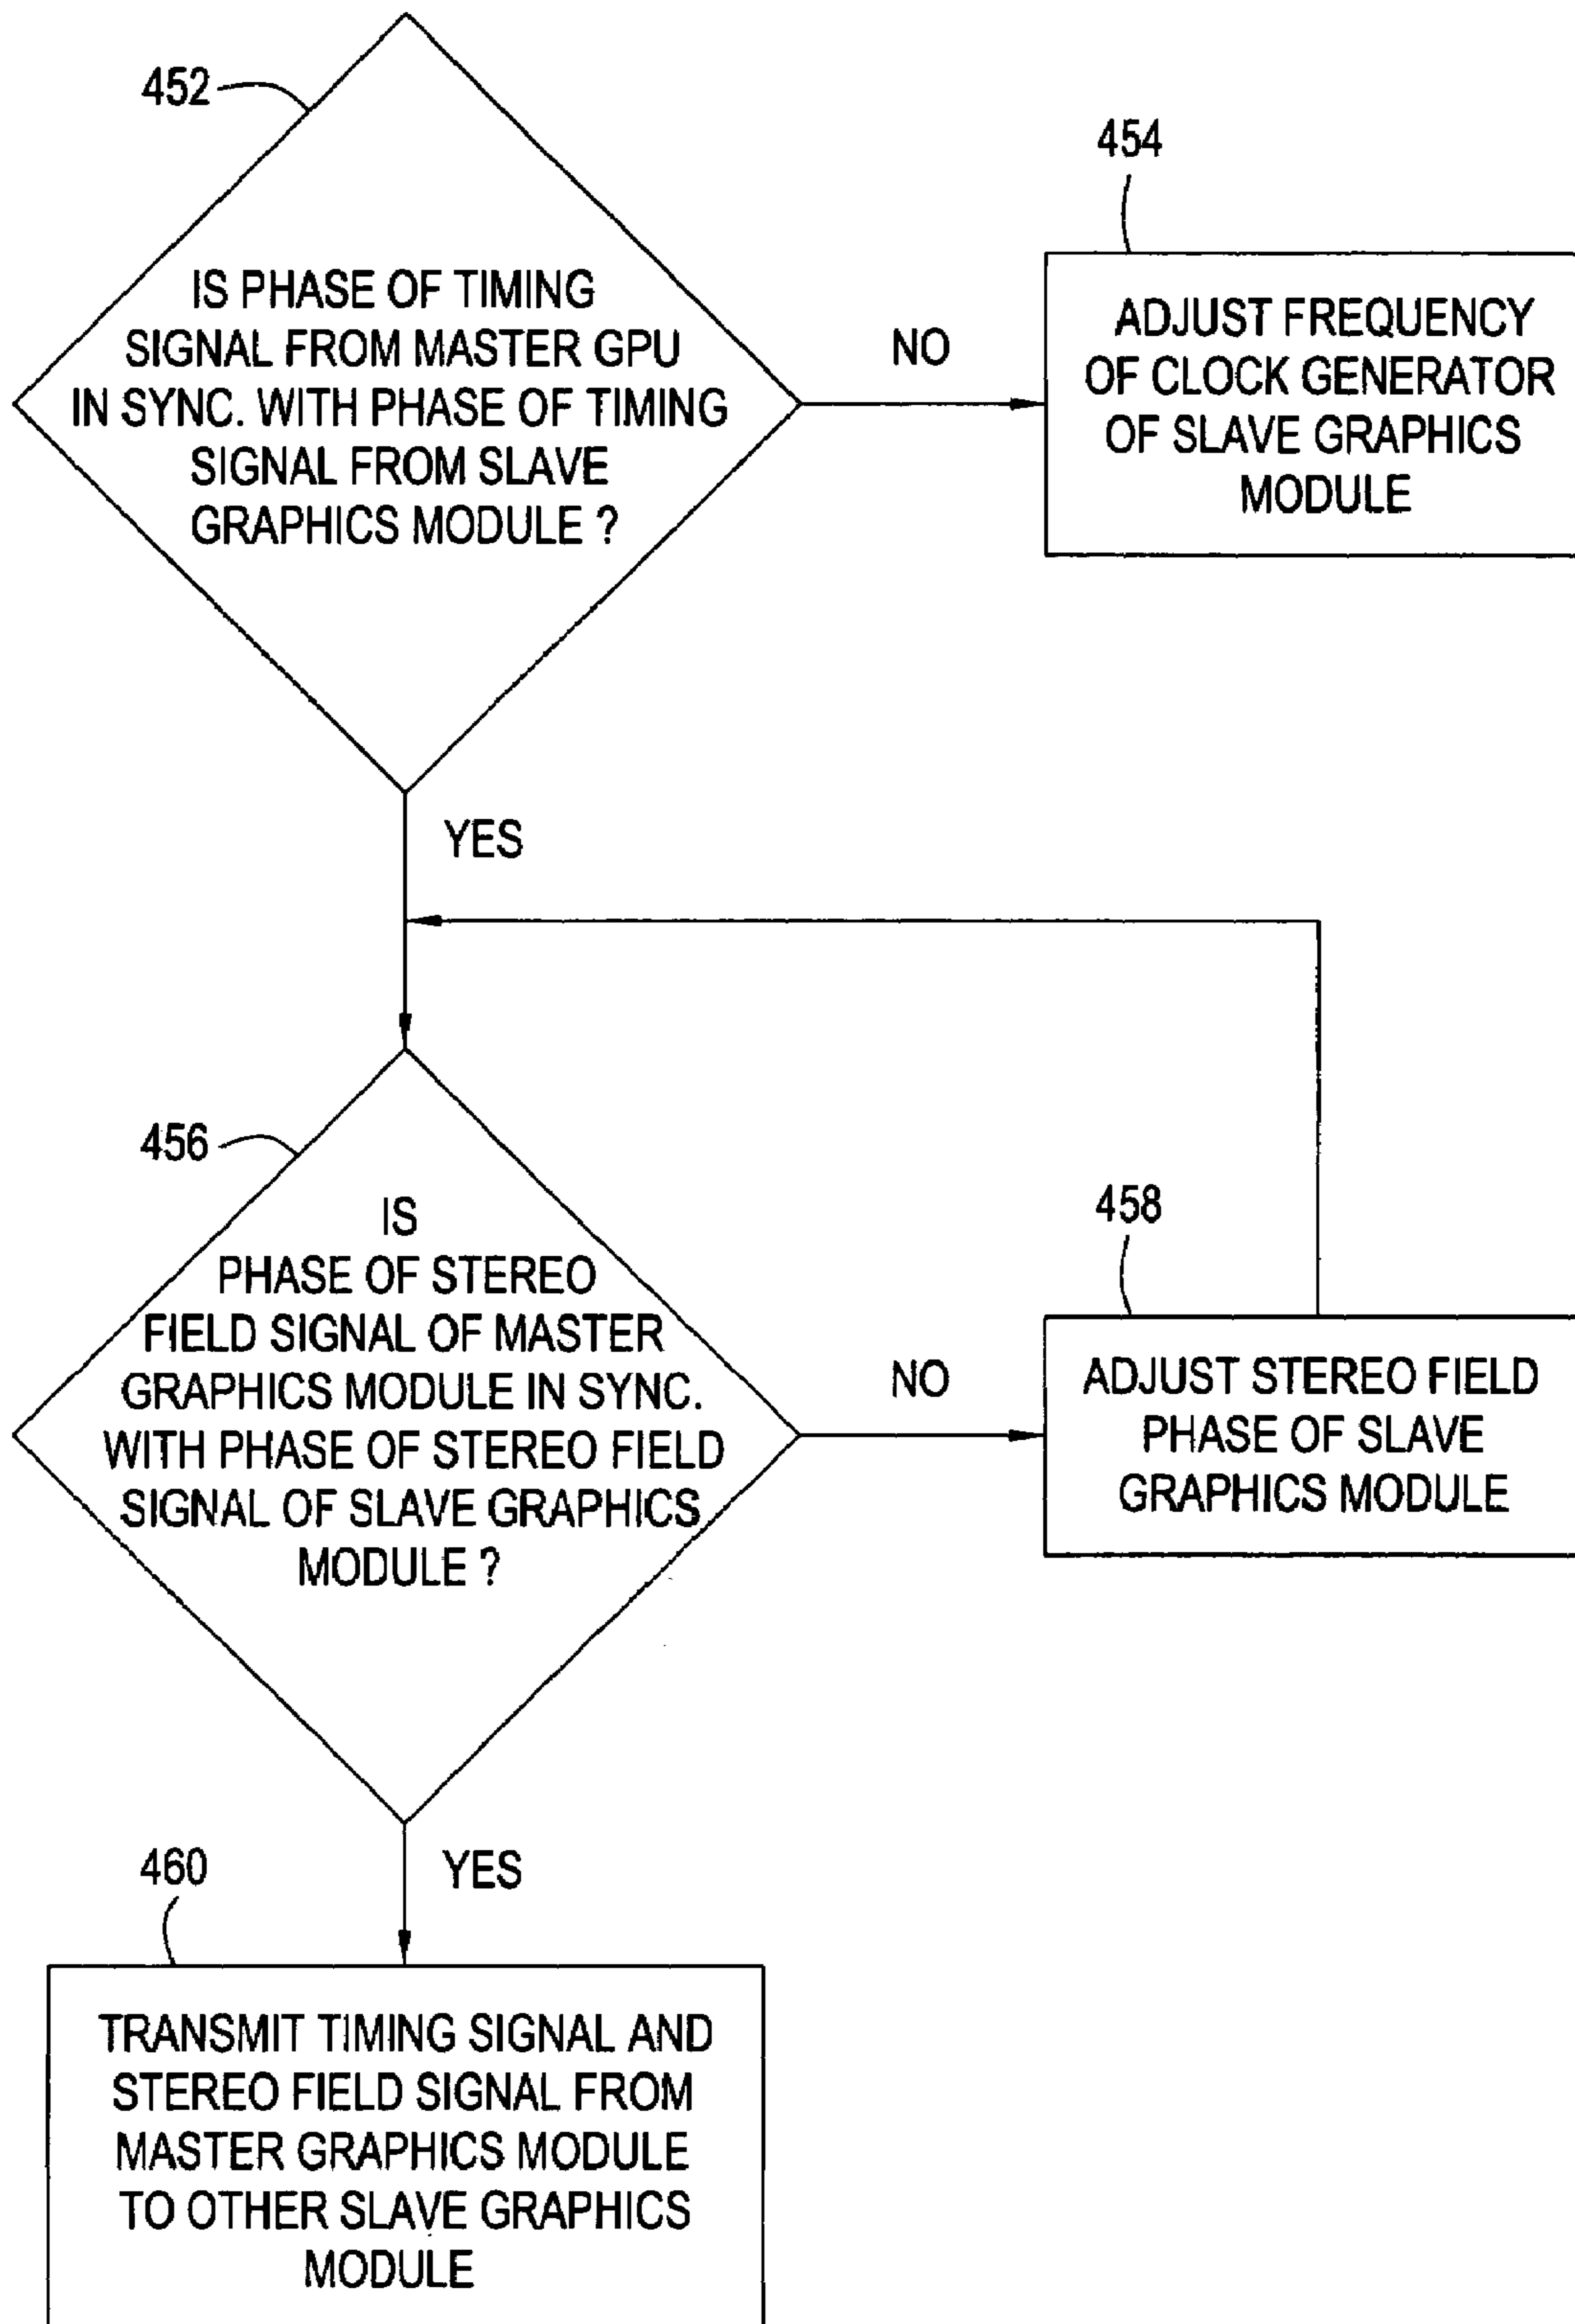 452
IS PHASE OF TIMING
SIGNAL FROM MASTER GPU
IN SYNC. WITH PHASE OF TIMING
SIGNAL FROM SLAVE
GRAPHICS MODULE ?
NO
454
ADJUST FREQUENCY
OF CLOCK GENERATOR
OF SLAVE GRAPHICS
MODULE
YES
456
IS
PHASE OF STEREO
FIELD SIGNAL OF MASTER
GRAPHICS MODULE IN SYNC.
WITH PHASE OF STEREO FIELD
SIGNAL OF SLAVE GRAPHICS
MODULE ?
NO
458
ADJUST STEREO FIELD
PHASE OF SLAVE
GRAPHICS MODULE
YES
460
TRANSMIT TIMING SIGNAL AND
STEREO FIELD SIGNAL FROM
MASTER GRAPHICS MODULE
TO OTHER SLAVE GRAPHICS
MODULE